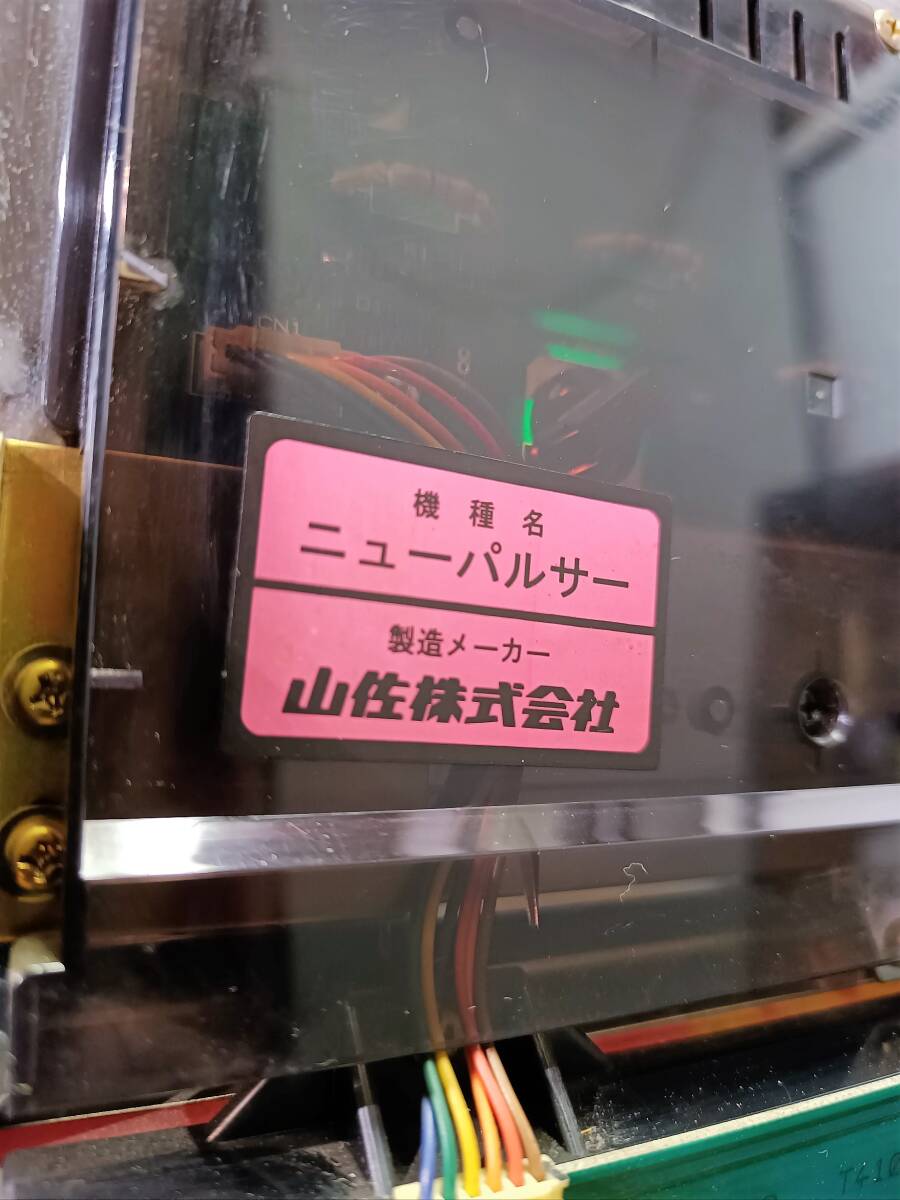 CN1
機種名
ニューパルサー
製造メーカー
山佐株式会社